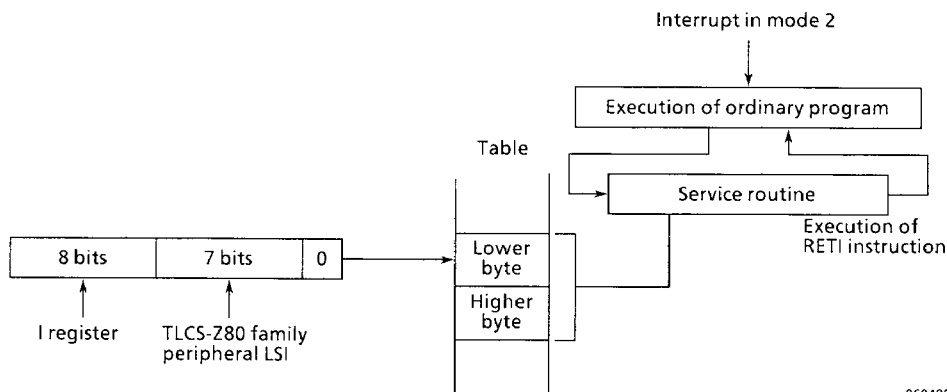 Interrupt in mode 2
Execution of ordinary program
Table
Service routine
Execution of
RETI instruction
Lower
byte
8 bits
7 bits
0
Higher
byte
I register
TLCS-Z80 family
peripheral LSI